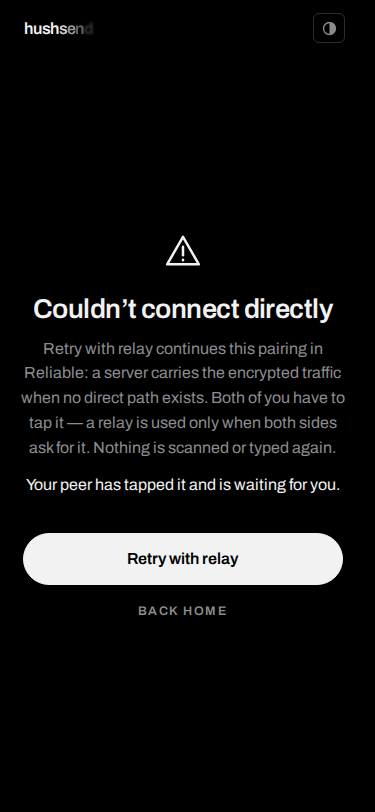 hushsend
Couldn’t connect directly
Retry with relay continues this pairing in
Reliable: a server carries the encrypted traffic
when no direct path exists. Both of you have to
tap it — a relay is used only when both sides
ask for it. Nothing is scanned or typed again.
Your peer has tapped it and is waiting for you.
Retry with relay
BACK HOME